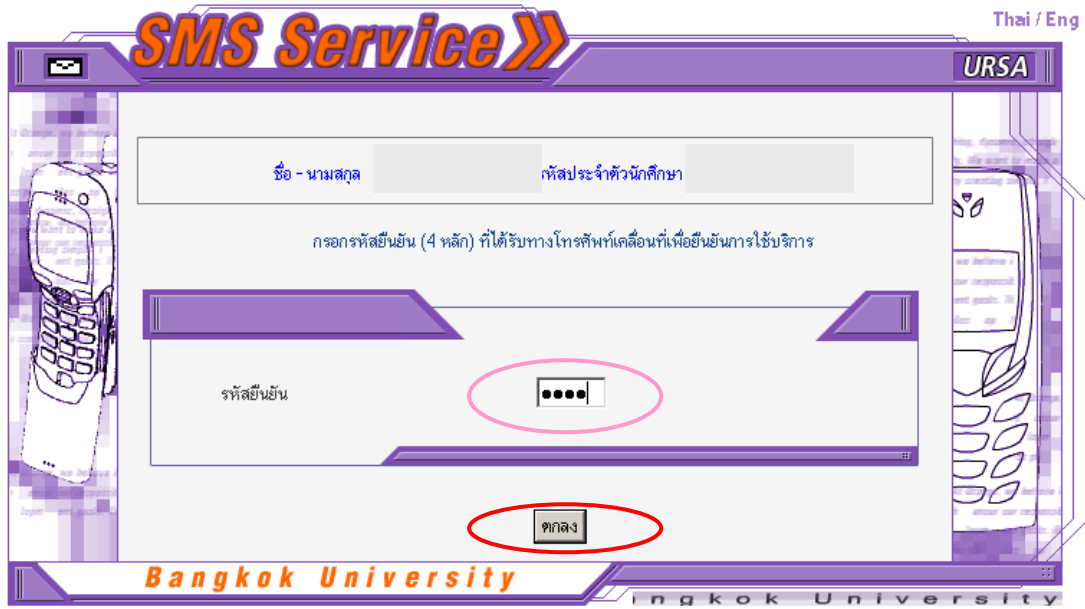 Thai / Eng
SMS Service
URSA
ชื่อ - นามสกุล รหัสประจำตัวนักศึกษา
กรอกรหัสยืนยัน (4 หลัก) ที่ได้รับทางโทรศัพท์เคลื่อนที่เพื่อยืนยันการใช้บริการ
รหัสยืนยัน
ตกลง
Bangkok University
ngkok University